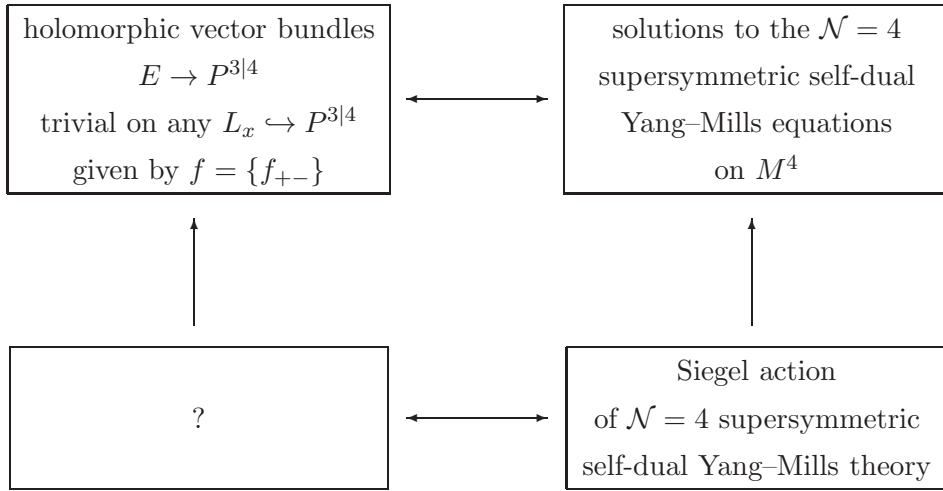 holomorphic vector bundles
E → P^{3|4}
trivial on any L_x ↪ P^{3|4}
given by f = {f_{+−}}
solutions to the 𝒩 = 4
supersymmetric self-dual
Yang–Mills equations
on M^4
?
Siegel action
of 𝒩 = 4 supersymmetric
self-dual Yang–Mills theory